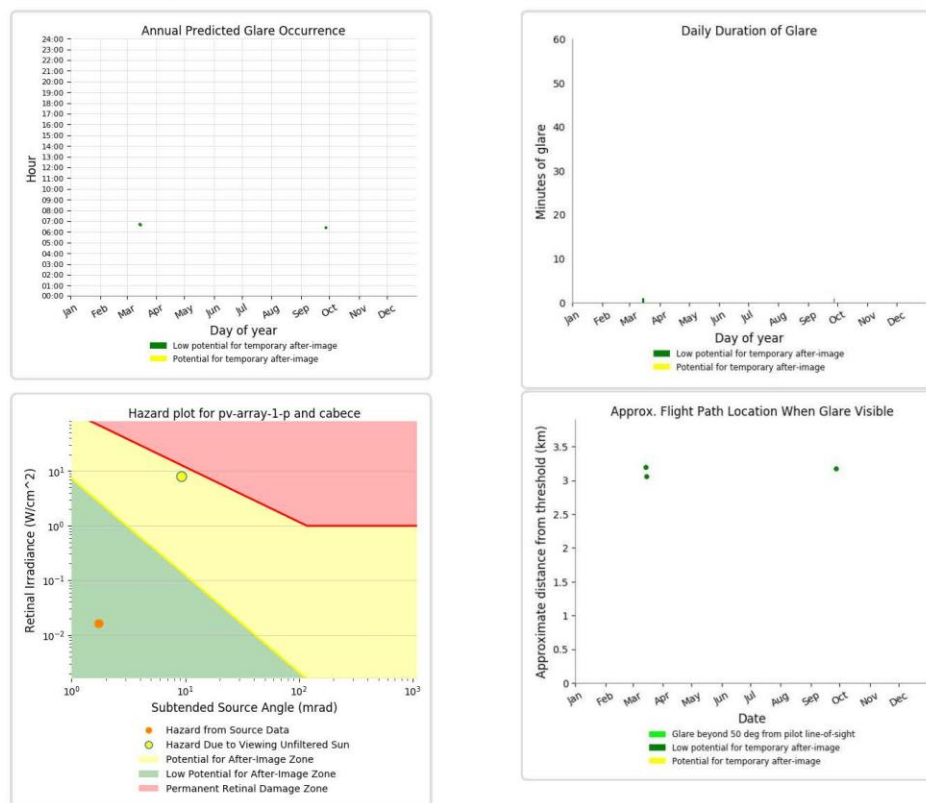 Annual Predicted Glare Occurrence
24:00
23:00
22:00
21:00
20:00
19:00
18:00
17:00
16:00
15:00
14:00
13:00
12:00
11:00
10:00
09:00
08:00
07:00
06:00
05:00
04:00
03:00
02:00
01:00
00:00
Hour
Jan Feb Mar Apr May Jun Jul Aug Sep Oct Nov Dec
Day of year
Low potential for temporary after-image
Potential for temporary after-image
Daily Duration of Glare
60
50
40
30
20
10
0
Minutes of glare
Jan Feb Mar Apr May Jun Jul Aug Sep Oct Nov Dec
Day of year
Low potential for temporary after-image
Potential for temporary after-image
Hazard plot for pv-array-1-p and cabece
10^1
10^0
10^-1
10^-2
Retinal Irradiance (W/cm^2)
10^0 10^1 10^2 10^3
Subtended Source Angle (mrad)
Hazard from Source Data
Hazard Due to Viewing Unfiltered Sun
Potential for After-Image Zone
Low Potential for After-Image Zone
Permanent Retinal Damage Zone
Approx. Flight Path Location When Glare Visible
3.5
3
2.5
2
1.5
1
0.5
0
Approximate distance from threshold (km)
Jan Feb Mar Apr May Jun Jul Aug Sep Oct Nov Dec
Date
Glare beyond 50 deg from pilot line-of-sight
Low potential for temporary after-image
Potential for temporary after-image